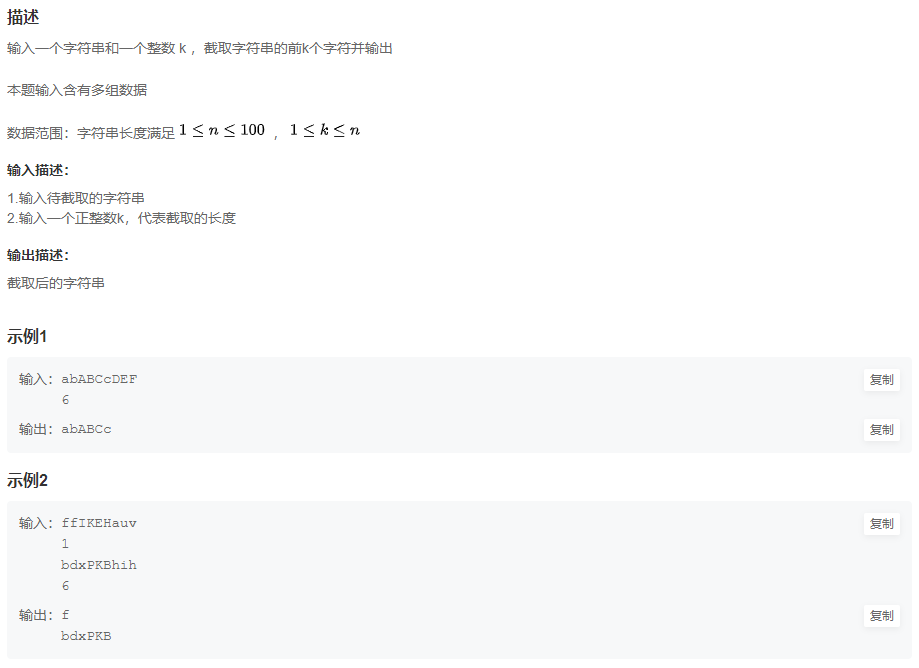 描述
输入一个字符串和一个整数 k ，截取字符串的前k个字符并输出
本题输入含有多组数据
数据范围：字符串长度满足 1 ≤ n ≤ 100 ， 1 ≤ k ≤ n
输入描述：
1.输入待截取的字符串
2.输入一个正整数k，代表截取的长度
输出描述：
截取后的字符串
示例1
输入：abABCcDEF 复制
6
输出：abABCc 复制
示例2
输入：ffIKEHauv 复制
1
bdxPKBhih
6
输出：f 复制
bdxPKB